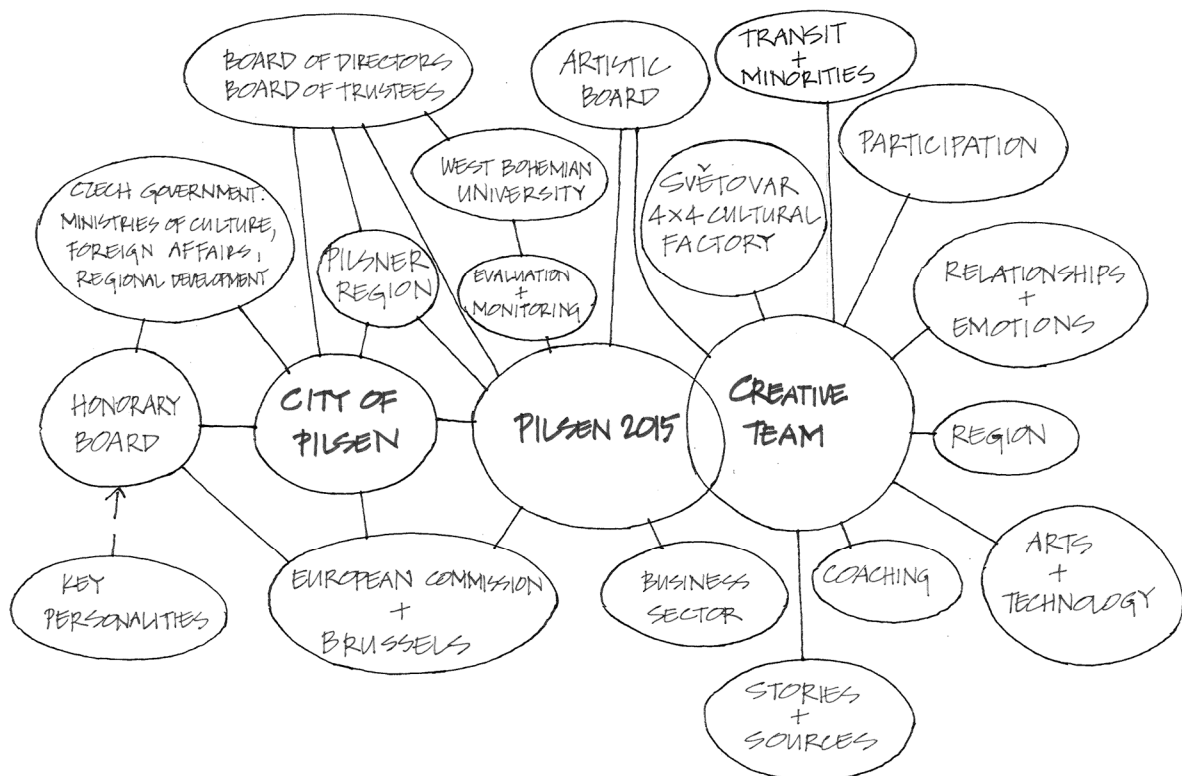 BOARD OF DIRECTORS
BOARD OF TRUSTEES
ARTISTIC
BOARD
TRANSIT
+
MINORITIES
PARTICIPATION
WEST BOHEMIAN
UNIVERSITY
SVĚTOVAR
4×4 CULTURAL
FACTORY
CZECH GOVERNMENT:
MINISTRIES OF CULTURE,
FOREIGN AFFAIRS,
REGIONAL DEVELOPMENT
PILSNER
REGION
EVALUATION
+
MONITORING
RELATIONSHIPS
+
EMOTIONS
HONORARY
BOARD
CITY OF
PILSEN
PILSEN 2015
CREATIVE
TEAM
REGION
KEY
PERSONALITIES
EUROPEAN COMMISSION
+
BRUSSELS
BUSINESS
SECTOR
COACHING
ARTS
+
TECHNOLOGY
STORIES
+
SOURCES